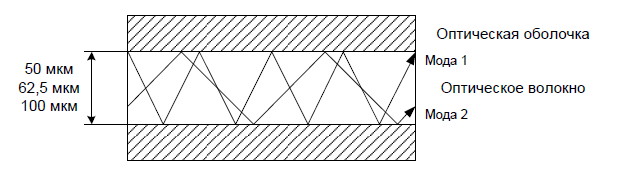 50 мкм
62,5 мкм
100 мкм
Оптическая оболочка
Мода 1
Оптическое волокно
Мода 2